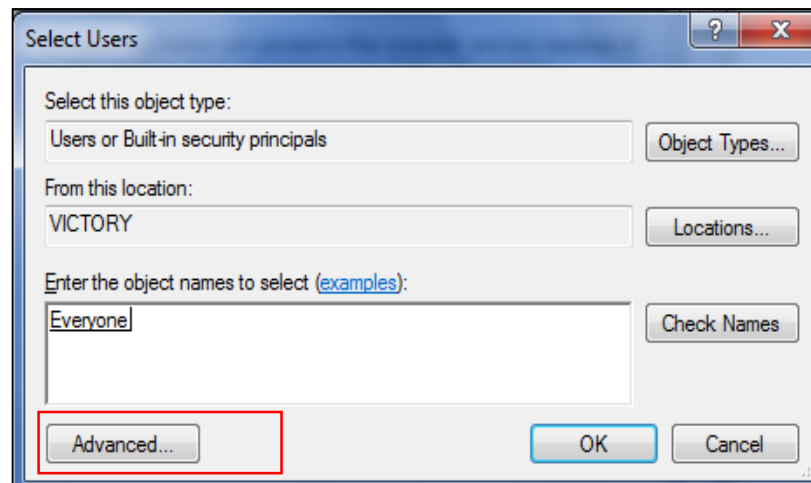 Select Users
Select this object type:
Users or Built-in security principals
Object Types...
From this location:
VICTORY
Locations...
Enter the object names to select (examples):
Everyone
Check Names
Advanced...
OK
Cancel